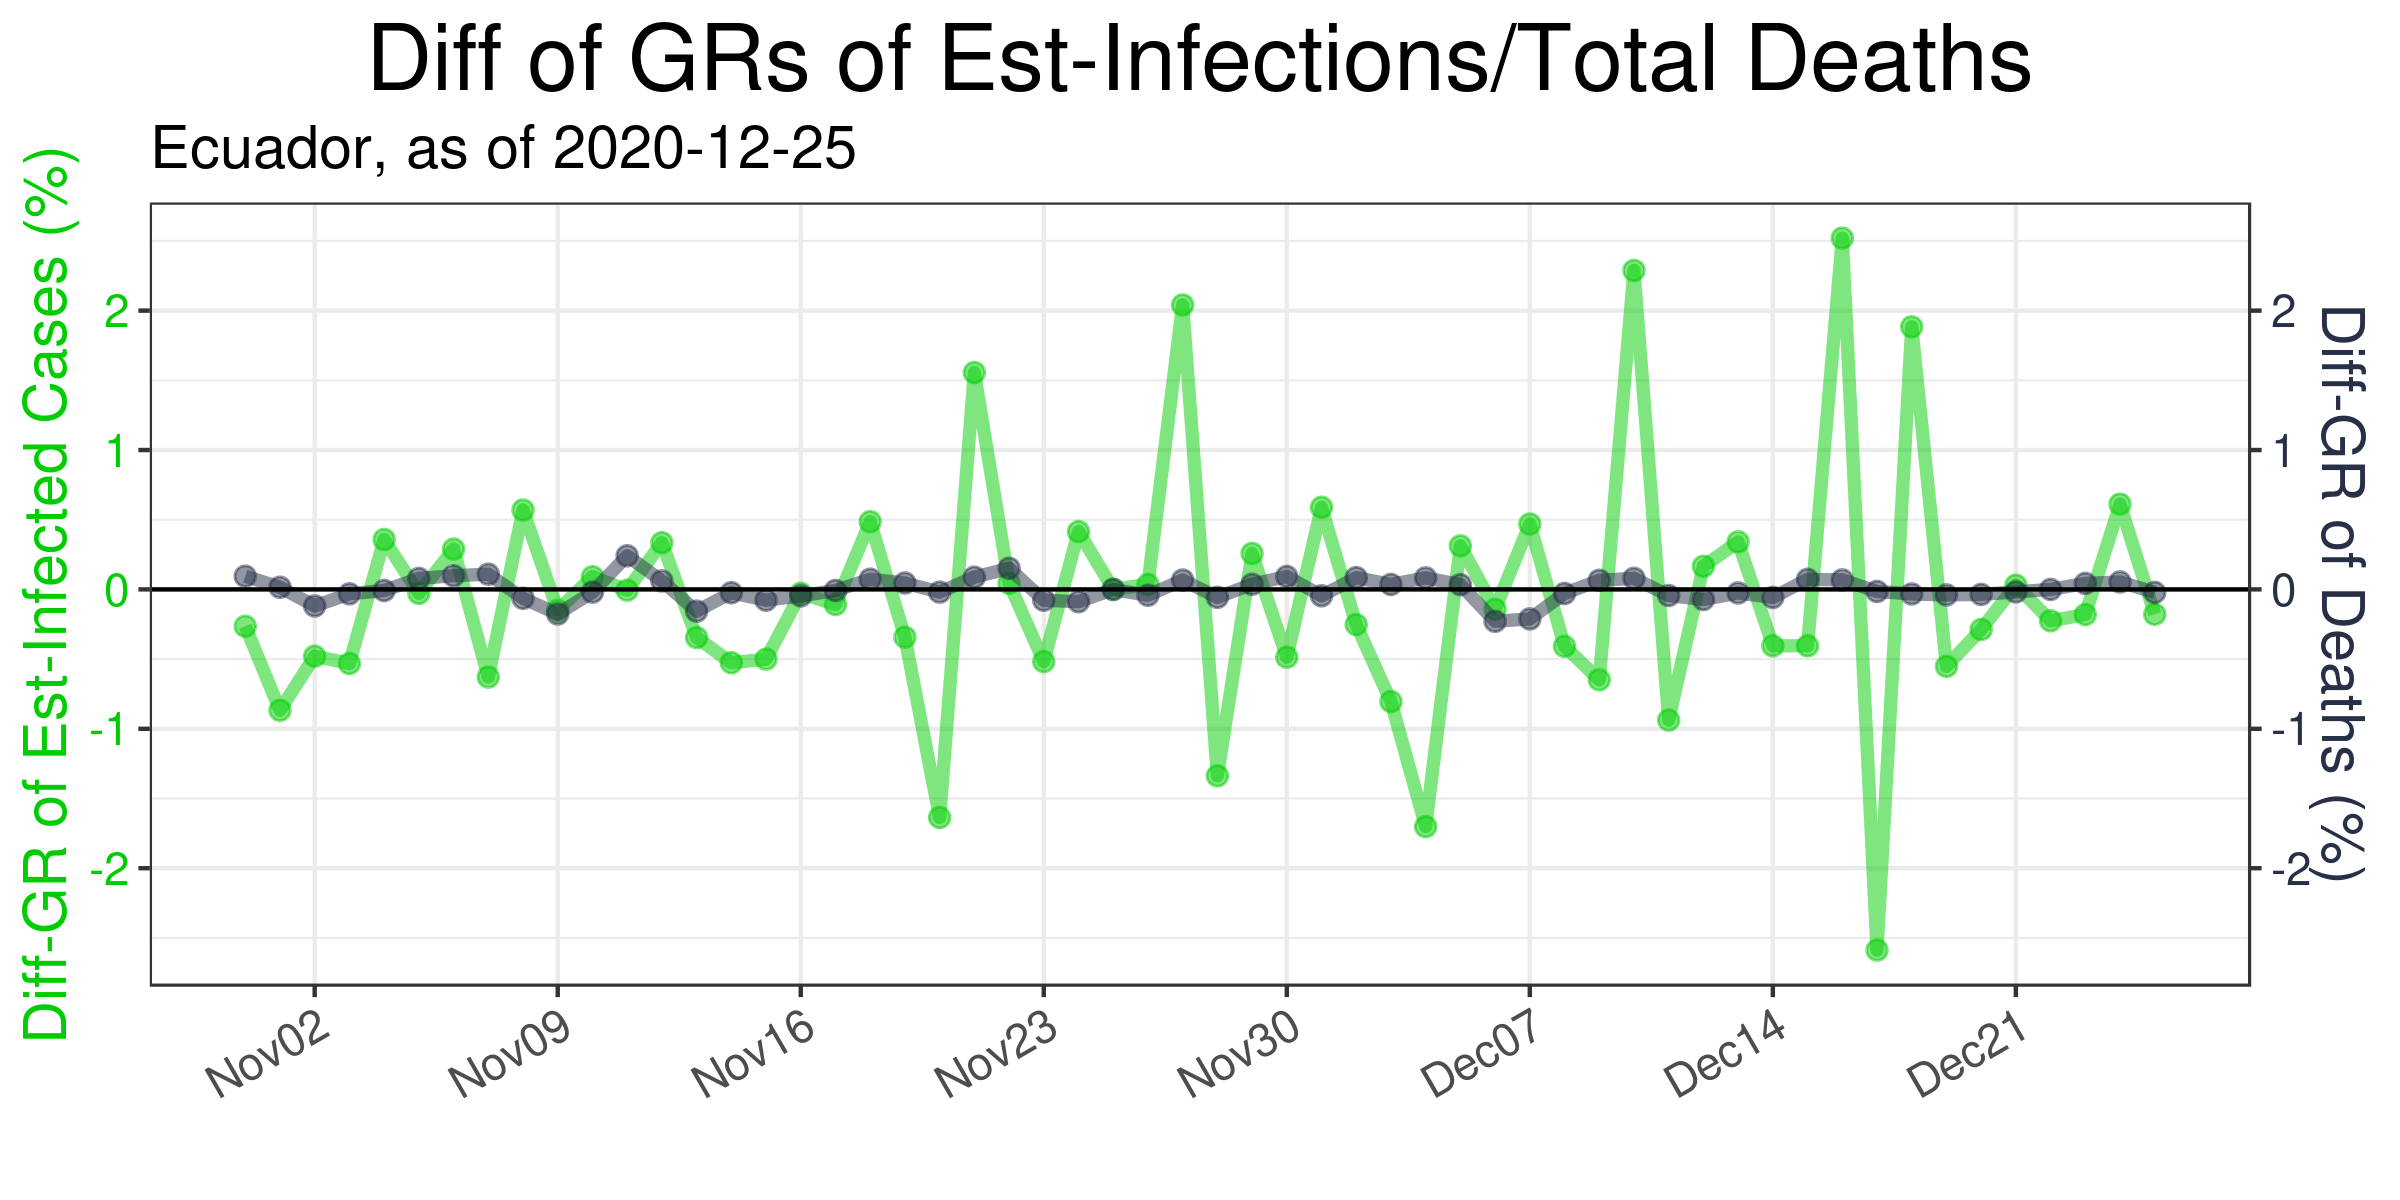 Diff of GRs of Est-Infections/Total Deaths
Ecuador, as of 2020-12-25
Diff-GR of Est-Infected Cases (%)
2
1
0
-1
-2
2
1
0
-1
-2
Diff-GR of Deaths (%)
Nov02
Nov09
Nov16
Nov23
Nov30
Dec07
Dec14
Dec21